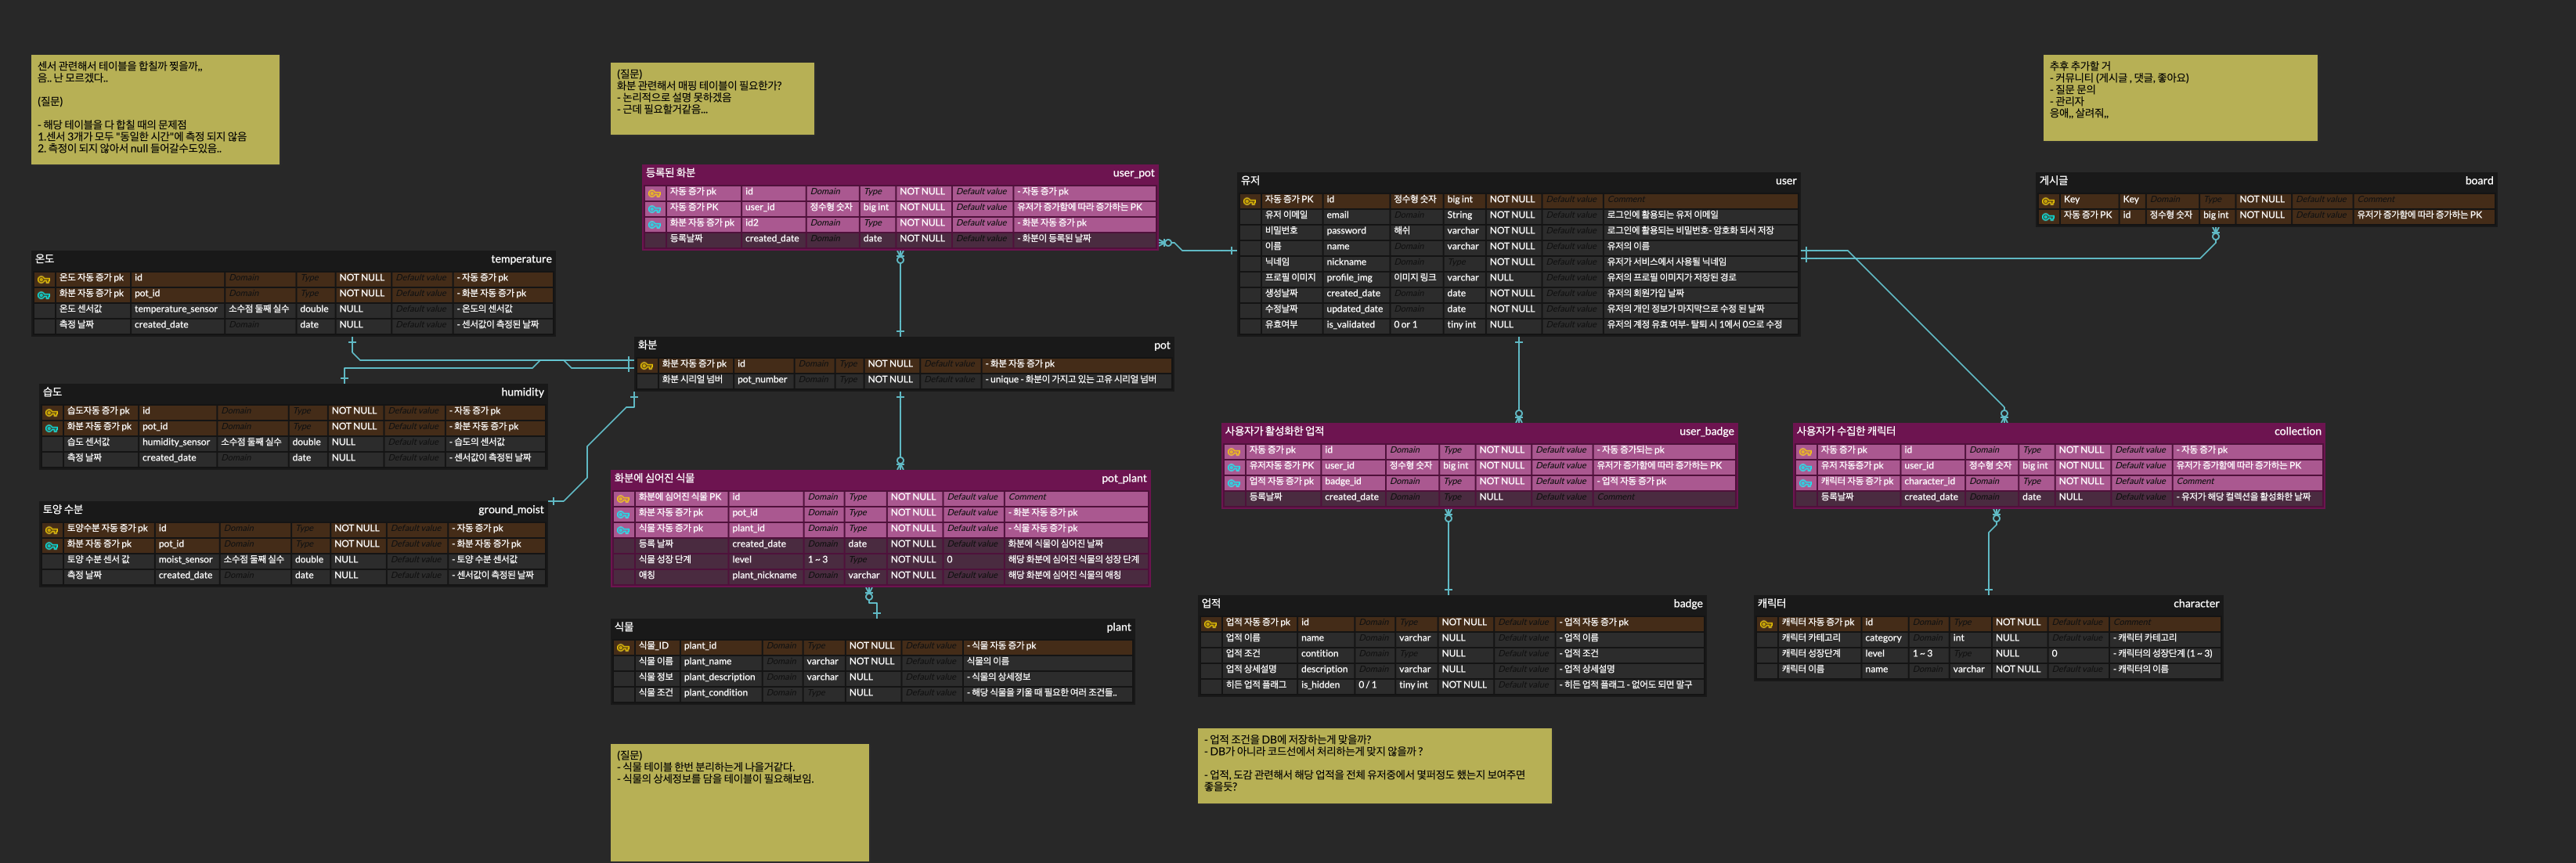 센서 관련해서 테이블을 합칠까 찢을까,,
음.. 난 모르겠다..
(질문)
- 해당 테이블을 다 합칠 때의 문제점
1.센서 3개가 모두 "동일한 시간"에 측정 되지 않음
2. 측정이 되지 않아서 null 들어갈수도있음..
(질문)
화분 관련해서 매핑 테이블이 필요한가?
- 논리적으로 설명 못하겠음
- 근데 필요할거같음...
추후 추가할 거
- 커뮤니티 (게시글 , 댓글, 좋아요)
- 질문 문의
- 관리자
응애,, 살려줘,,
등록된 화분 user_pot
자동 증가 pk id Domain Type NOT NULL Default value - 자동 증가 pk
자동 증가 PK user_id 정수형 숫자 big int NOT NULL Default value 유저가 증가함에 따라 증가하는 PK
화분 자동 증가 pk id2 Domain Type NOT NULL Default value - 화분 자동 증가 pk
등록날짜 created_date Domain date NOT NULL Default value - 화분이 등록된 날짜
유저 user
자동 증가 PK id 정수형 숫자 big int NOT NULL Default value Comment
유저 이메일 email Domain String NOT NULL Default value 로그인에 활용되는 유저 이메일
비밀번호 password 해쉬 varchar NOT NULL Default value 로그인에 활용되는 비밀번호- 암호화 되서 저장
이름 name Domain varchar NOT NULL Default value 유저의 이름
닉네임 nickname Domain Type NOT NULL Default value 유저가 서비스에서 사용될 닉네임
프로필 이미지 profile_img 이미지 링크 varchar NULL Default value 유저의 프로필 이미지가 저장된 경로
생성날짜 created_date Domain date NOT NULL Default value 유저의 회원가입 날짜
수정날짜 updated_date Domain date NOT NULL Default value 유저의 개인 정보가 마지막으로 수정 된 날짜
유효여부 is_validated 0 or 1 tiny int NULL Default value 유저의 계정 유효 여부- 탈퇴 시 1에서 0으로 수정
게시글 board
Key Key Domain Type NOT NULL Default value Comment
자동 증가 PK id 정수형 숫자 big int NOT NULL Default value 유저가 증가함에 따라 증가하는 PK
온도 temperature
온도 자동 증가 pk id Domain Type NOT NULL Default value - 자동 증가 pk
화분 자동 증가 pk pot_id Domain Type NOT NULL Default value - 화분 자동 증가 pk
온도 센서값 temperature_sensor 소수점 둘째 실수 double NULL Default value - 온도의 센서값
측정 날짜 created_date Domain date NULL Default value - 센서값이 측정된 날짜
화분 pot
화분 자동 증가 pk id Domain Type NOT NULL Default value - 화분 자동 증가 pk
화분 시리얼 넘버 pot_number Domain Type NOT NULL Default value - unique - 화분이 가지고 있는 고유 시리얼 넘버
습도 humidity
습도자동 증가 pk id Domain Type NOT NULL Default value - 자동 증가 pk
화분 자동 증가 pk pot_id Domain Type NOT NULL Default value - 화분 자동 증가 pk
습도 센서값 humidity_sensor 소수점 둘째 실수 double NULL Default value - 습도의 센서값
측정 날짜 created_date Domain date NULL Default value - 센서값이 측정된 날짜
토양 수분 ground_moist
토양수분 자동 증가 pk id Domain Type NOT NULL Default value - 자동 증가 pk
화분 자동 증가 pk pot_id Domain Type NOT NULL Default value - 화분 자동 증가 pk
토양 수분 센서 값 moist_sensor 소수점 둘째 실수 double NULL Default value - 토양 수분 센서값
측정 날짜 created_date Domain date NULL Default value - 센서값이 측정된 날짜
화분에 심어진 식물 pot_plant
화분에 심어진 식물 PK id Domain Type NOT NULL Default value Comment
화분 자동 증가 pk pot_id Domain Type NOT NULL Default value - 화분 자동 증가 pk
식물 자동 증가 pk plant_id Domain Type NOT NULL Default value - 식물 자동 증가 pk
등록 날짜 created_date Domain date NOT NULL Default value 화분에 식물이 심어진 날짜
식물 성장 단계 level 1 ~ 3 Type NOT NULL 0 해당 화분에 심어진 식물의 성장 단계
애칭 plant_nickname Domain varchar NOT NULL Default value 해당 화분에 심어진 식물의 애칭
사용자가 활성화한 업적 user_badge
자동 증가 pk id Domain Type NOT NULL Default value - 자동 증가되는 pk
유저자동 증가 PK user_id 정수형 숫자 big int NOT NULL Default value 유저가 증가함에 따라 증가하는 PK
업적 자동 증가 pk badge_id Domain Type NOT NULL Default value - 업적 자동 증가 pk
등록날짜 created_date Domain Type NULL Default value Comment
사용자가 수집한 캐릭터 collection
자동 증가 pk id Domain Type NOT NULL Default value - 자동 증가 pk
유저 자동증가 pk user_id 정수형 숫자 big int NOT NULL Default value 유저가 증가함에 따라 증가하는 PK
캐릭터 자동 증가 pk character_id Domain Type NOT NULL Default value Comment
등록날짜 created_date Domain date NULL Default value - 유저가 해당 컬렉션을 활성화한 날짜
식물 plant
식물_ID plant_id Domain Type NOT NULL Default value - 식물 자동 증가 pk
식물 이름 plant_name Domain varchar NOT NULL Default value 식물의 이름
식물 정보 plant_description Domain varchar NULL Default value - 식물의 상세정보
식물 조건 plant_condition Domain Type NULL Default value - 해당 식물을 키울 때 필요한 여러 조건들..
업적 badge
업적 자동 증가 pk id Domain Type NOT NULL Default value - 업적 자동 증가 pk
업적 이름 name Domain varchar NULL Default value - 업적 이름
업적 조건 contition Domain Type NULL Default value - 업적 조건
업적 상세설명 description Domain varchar NULL Default value - 업적 상세설명
히든 업적 플래그 is_hidden 0 / 1 tiny int NOT NULL Default value - 히든 업적 플래그 - 없어도 되면 말구
캐릭터 character
캐릭터 자동 증가 pk id Domain Type NOT NULL Default value Comment
캐릭터 카테고리 category Domain int NULL Default value - 캐릭터 카테고리
캐릭터 성장단계 level 1 ~ 3 Type NULL 0 - 캐릭터의 성장단계 (1 ~ 3)
캐릭터 이름 name Domain varchar NOT NULL Default value - 캐릭터의 이름
(질문)
- 식물 테이블 한번 분리하는게 나을거같다.
- 식물의 상세정보를 담을 테이블이 필요해보임.
- 업적 조건을 DB에 저장하는게 맞을까?
- DB가 아니라 코드선에서 처리하는게 맞지 않을까 ?
- 업적, 도감 관련해서 해당 업적을 전체 유저중에서 몇퍼정도 했는지 보여주면
좋을듯?